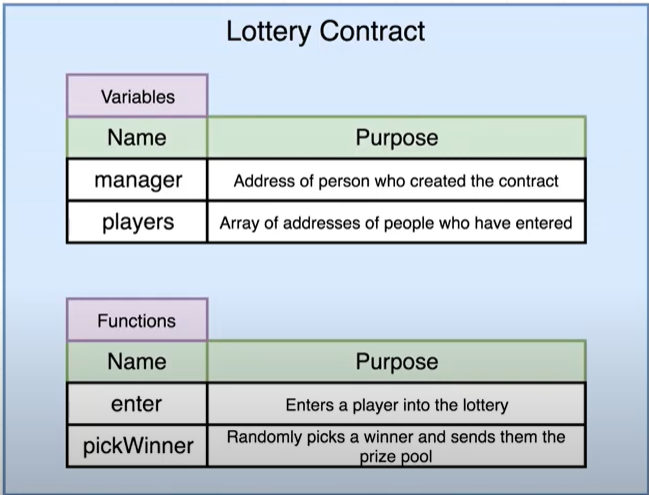 Lottery Contract
Variables
Name Purpose
manager Address of person who created the contract
players Array of addresses of people who have entered
Functions
Name Purpose
enter Enters a player into the lottery
pickWinner Randomly picks a winner and sends them the
prize pool